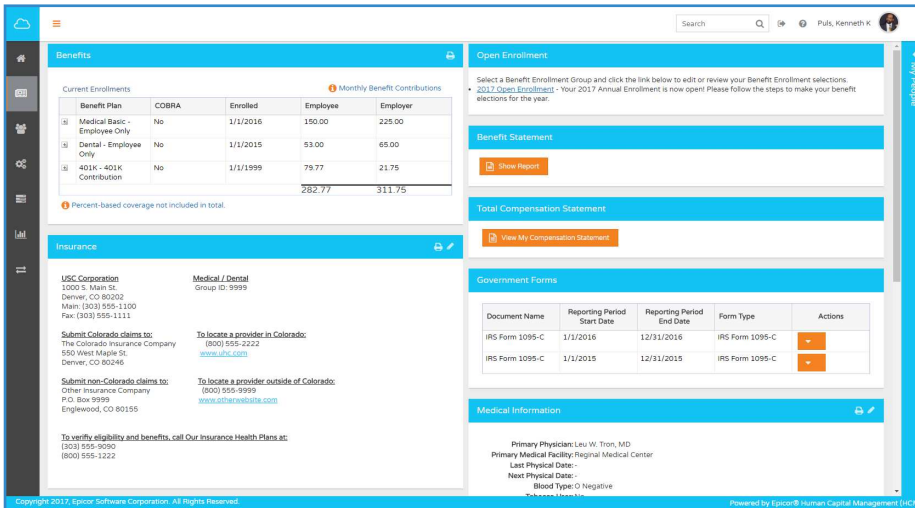 Search
Puls, Kenneth K
My People
Benefits
Current Enrollments
Monthly Benefit Contributions
Benefit Plan COBRA Enrolled Employee Employer
Medical Basic - No 1/1/2016 150.00 225.00
Employee Only
Dental - Employee No 1/1/2015 53.00 65.00
Only
401K - 401K No 1/1/1999 79.77 21.75
Contribution
282.77 311.75
Percent-based coverage not included in total.
Insurance
USC Corporation Medical / Dental
1000 S. Main St. Group ID: 9999
Denver, CO 80202
Main: (303) 555-1100
Fax: (303) 555-1111
Submit Colorado claims to: To locate a provider in Colorado:
The Colorado Insurance Company (800) 555-2222
550 West Maple St. www.uhc.com
Denver, CO 80246
Submit non-Colorado claims to: To locate a provider outside of Colorado:
Other Insurance Company (800) 555-9999
P.O. Box 9999 www.otherwebsite.com
Englewood, CO 80155
To verifiy eligibility and benefits, call Our Insurance Health Plans at:
(303) 555-9090
(800) 555-1222
Open Enrollment
Select a Benefit Enrollment Group and click the link below to edit or review your Benefit Enrollment selections.
2017 Open Enrollment - Your 2017 Annual Enrollment is now open! Please follow the steps to make your benefit
elections for the year.
Benefit Statement
Show Report
Total Compensation Statement
View My Compensation Statement
Government Forms
Document Name Reporting Period Start Date Reporting Period End Date Form Type Actions
IRS Form 1095-C 1/1/2016 12/31/2016 IRS Form 1095-C
IRS Form 1095-C 1/1/2015 12/31/2015 IRS Form 1095-C
Medical Information
Primary Physician: Leu W. Tron, MD
Primary Medical Facility: Reginal Medical Center
Last Physical Date: -
Next Physical Date: -
Blood Type: O Negative
Copyright 2017, Epicor Software Corporation. All Rights Reserved.
Powered by Epicor® Human Capital Management (HCM